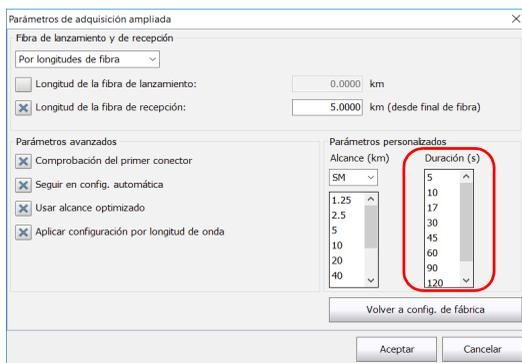 Parámetros de adquisición ampliada
Fibra de lanzamiento y de recepción
Por longitudes de fibra
Longitud de la fibra de lanzamiento: 0.0000 km
Longitud de la fibra de recepción: 5.0000 km (desde final de fibra)
Parámetros avanzados
Comprobación del primer conector
Seguir en config. automática
Usar alcance optimizado
Aplicar configuración por longitud de onda
Parámetros personalizados
Alcance (km) Duración (s)
SM
1.25
2.5
5
10
20
40
5
10
17
30
45
60
90
120
Volver a config. de fábrica
Aceptar Cancelar